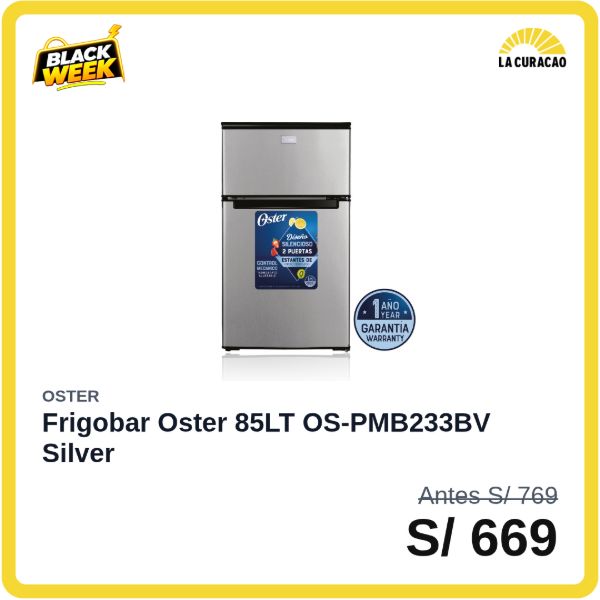 BLACK
WEEK
LA CURACAO
Oster
Diseño
SILENCIOSO
2 PUERTAS
ESTANTES DE
CONTROL
MECÁNICO
1 AÑO
YEAR
GARANTÍA
WARRANTY
OSTER
Frigobar Oster 85LT OS-PMB233BV
Silver
Antes S/ 769
S/ 669